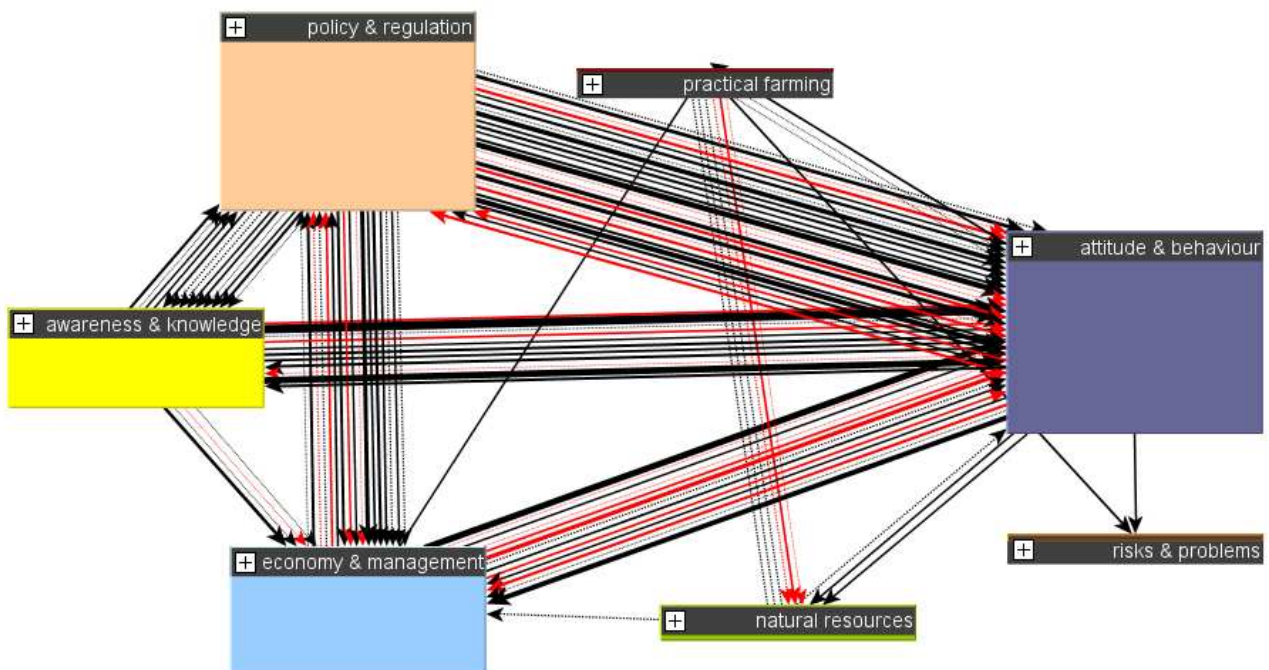 policy & regulation
practical farming
attitude & behaviour
awareness & knowledge
economy & management
risks & problems
natural resources